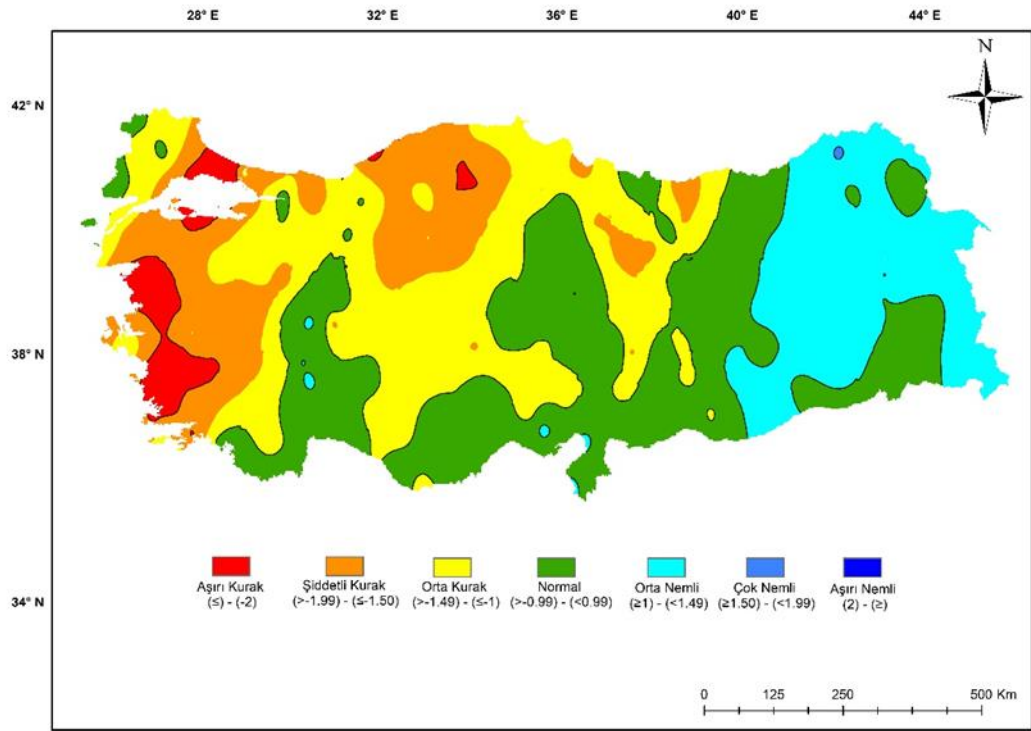 28° E 32° E 36° E 40° E 44° E
N
42° N
38° N
34° N
Aşırı Kurak
(≤) - (-2)
Şiddetli Kurak
(>-1.99) - (≤-1.50)
Orta Kurak
(>-1.49) - (≤-1)
Normal
(>-0.99) - (<0.99)
Orta Nemli
(≥1) - (<1.49)
Çok Nemli
(≥1.50) - (<1.99)
Aşırı Nemli
(2) - (≥)
0 125 250 500 Km